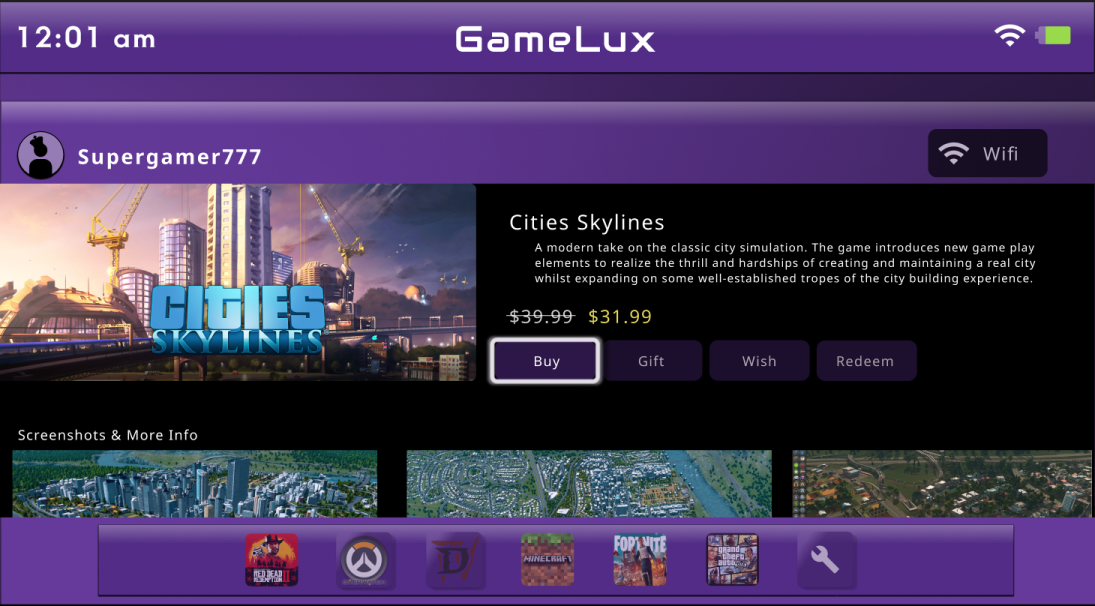 12:01 am
GameLux
Supergamer777
Wifi
CITIES
SKYLINES
Cities Skylines
A modern take on the classic city simulation. The game introduces new game play
elements to realize the thrill and hardships of creating and maintaining a real city
whilst expanding on some well-established tropes of the city building experience.
$39.99 $31.99
Buy
Gift
Wish
Redeem
Screenshots & More Info
RED DEAD
REDEMPTION II
D
MINECRAFT
FORTNITE
grand
theft
auto